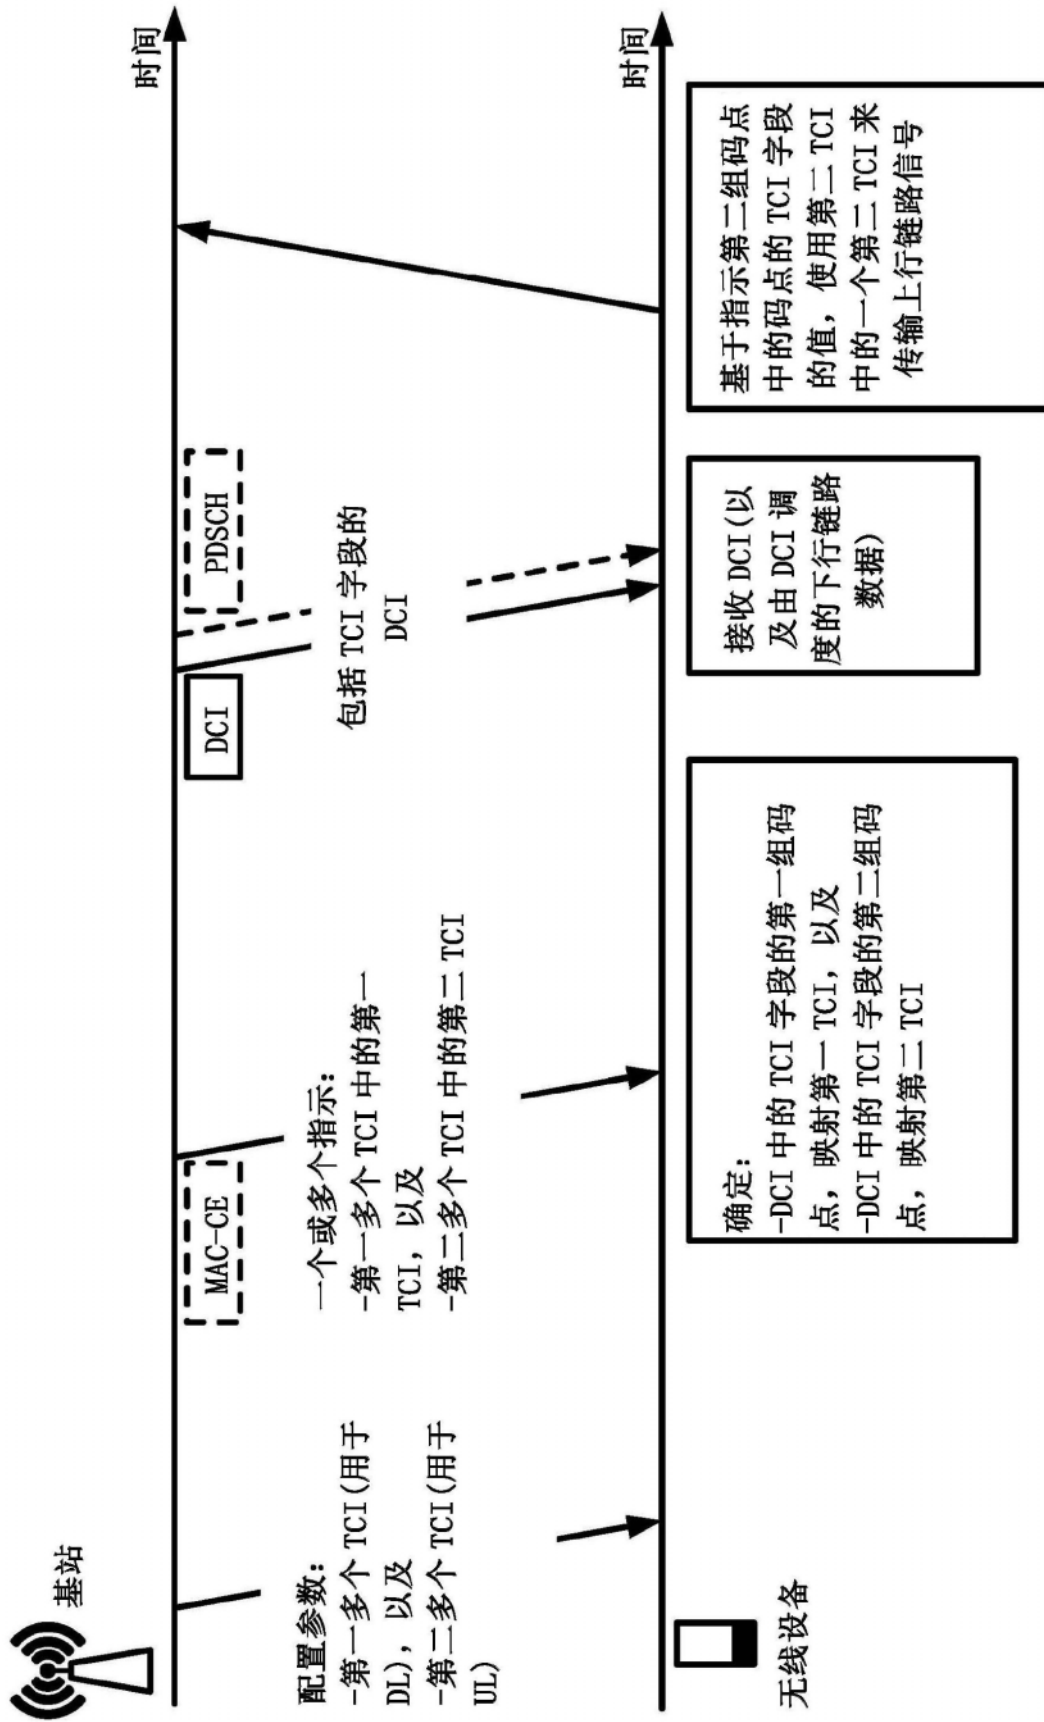 基站
时间
配置参数:
-第一多个 TCI(用于
DL), 以及
-第二多个 TCI(用于
UL)
MAC-CE
一个或多个指示:
-第一多个 TCI 中的第一
TCI, 以及
-第二多个 TCI 中的第二 TCI
DCI
PDSCH
包括 TCI 字段的
DCI
无线设备
时间
确定:
-DCI 中的 TCI 字段的第一组码
点, 映射第一 TCI, 以及
-DCI 中的 TCI 字段的第二组码
点, 映射第二 TCI
接收 DCI(以
及由 DCI 调
度的下行链路
数据)
基于指示第二组码点
中的码点的 TCI 字段
的值, 使用第二 TCI
中的一个第二 TCI 来
传输上行链路信号